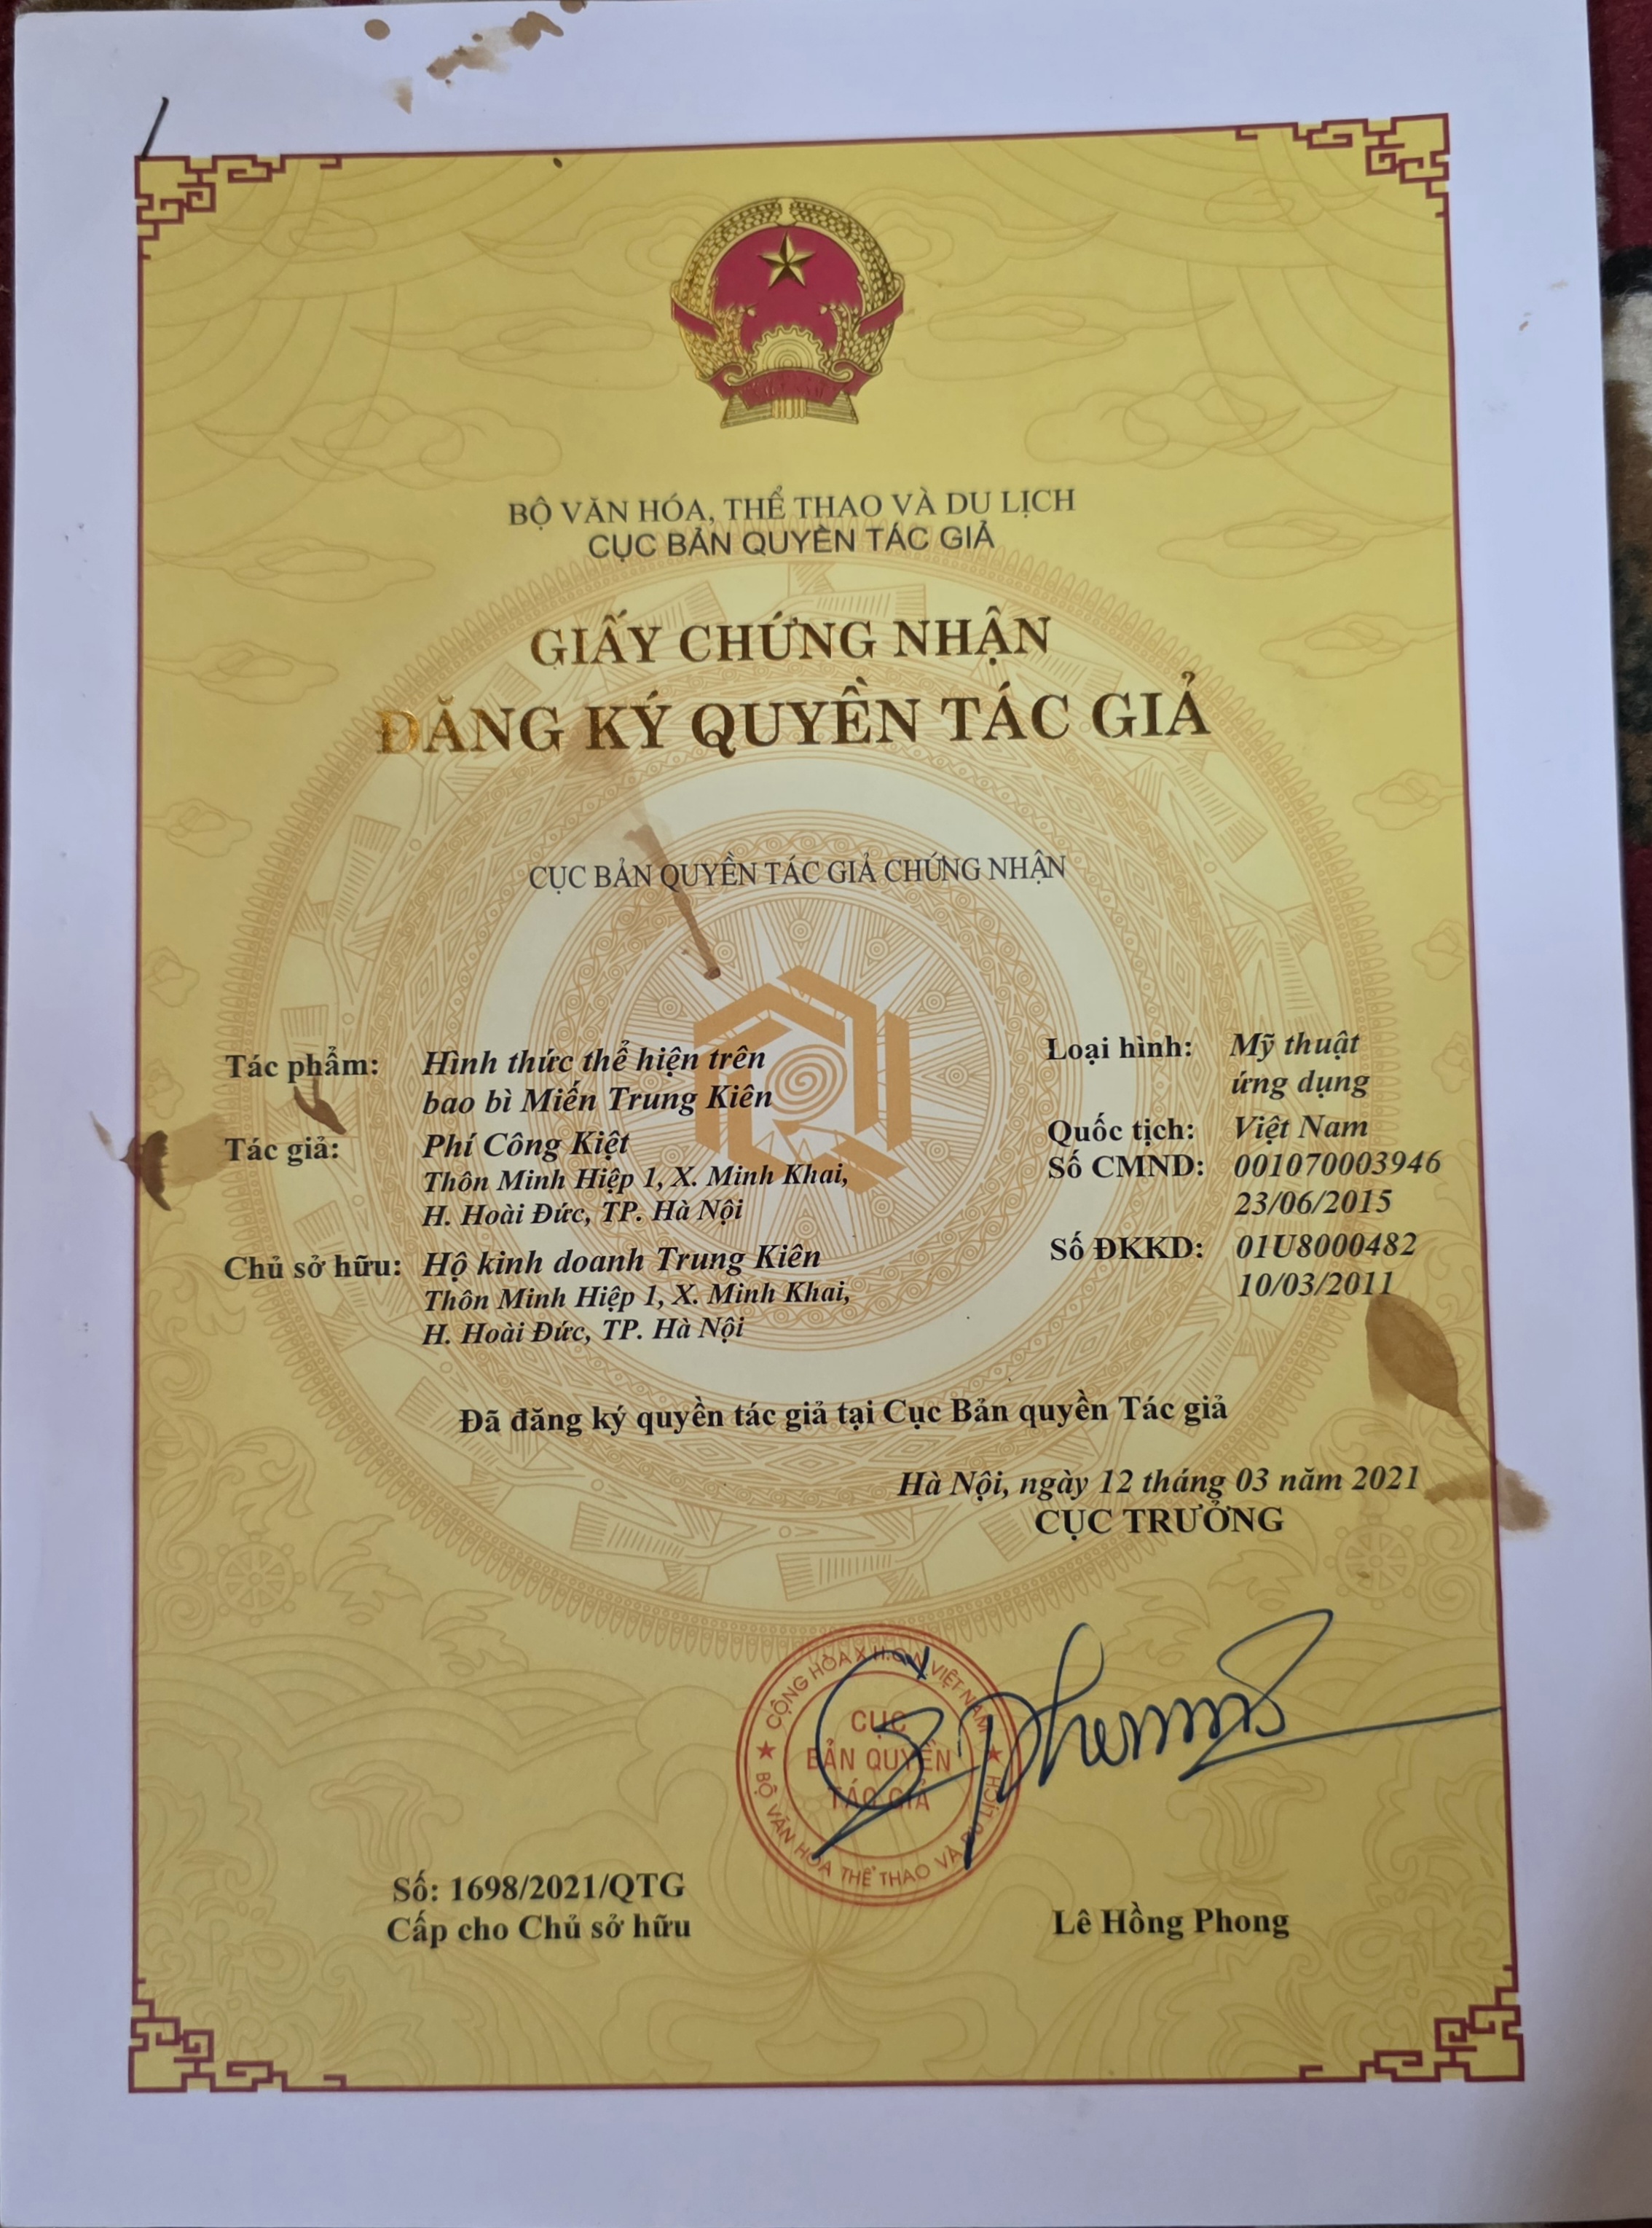 BỘ VĂN HÓA, THỂ THAO VÀ DU LỊCH
CỤC BẢN QUYỀN TÁC GIẢ
GIẤY CHỨNG NHẬN
ĐĂNG KÝ QUYỀN TÁC GIẢ
CỤC BẢN QUYỀN TÁC GIẢ CHỨNG NHẬN
Tác phẩm: Hình thức thể hiện trên
bao bì Miến Trung Kiên
Loại hình: Mỹ thuật
ứng dụng
Tác giả: Phí Công Kiệt
Thôn Minh Hiệp 1, X. Minh Khai,
H. Hoài Đức, TP. Hà Nội
Quốc tịch: Việt Nam
Số CMND: 001070003946
23/06/2015
Chủ sở hữu: Hộ kinh doanh Trung Kiên
Thôn Minh Hiệp 1, X. Minh Khai,
H. Hoài Đức, TP. Hà Nội
Số ĐKKD: 01U8000482
10/03/2011
Đã đăng ký quyền tác giả tại Cục Bản quyền Tác giả
Hà Nội, ngày 12 tháng 03 năm 2021
CỤC TRƯỞNG
CỘNG HÒA X.H.C.N VIỆT NAM
CỤC
BẢN QUYỀN
TÁC GIẢ
BỘ VĂN HÓA THỂ THAO VÀ DU LỊCH
Số: 1698/2021/QTG
Cấp cho Chủ sở hữu
Lê Hồng Phong